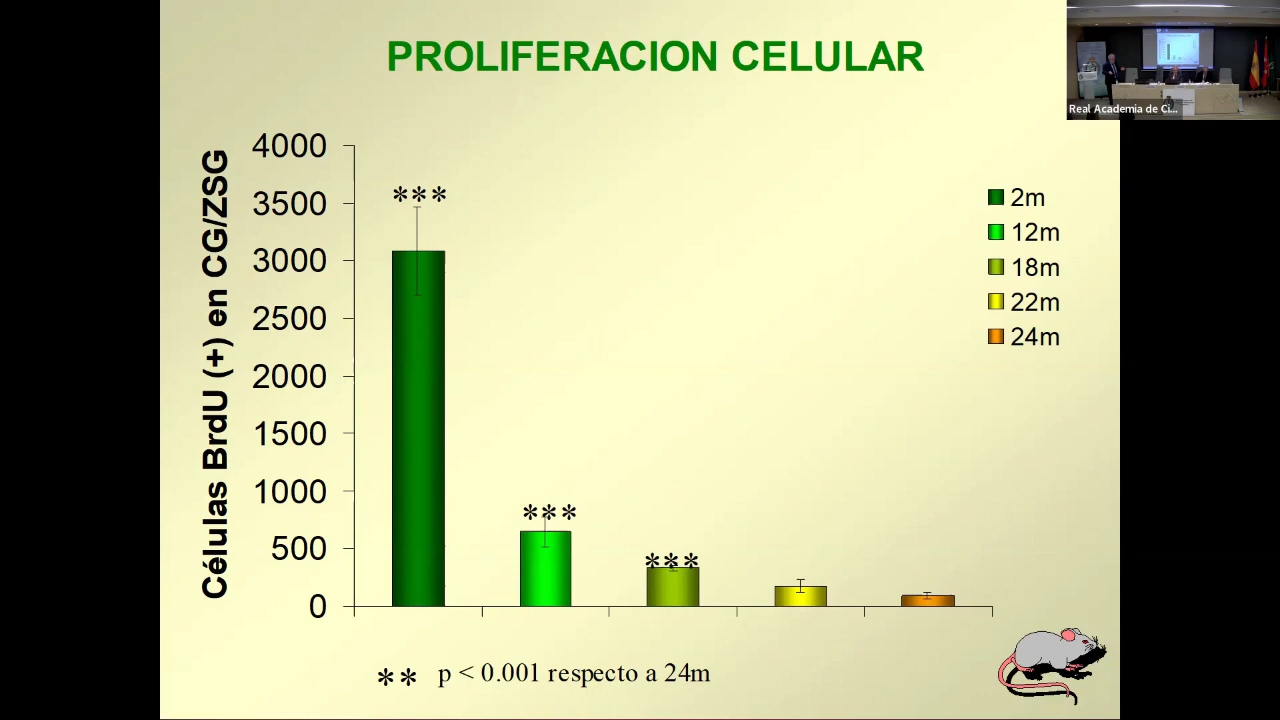 PROLIFERACION CELULAR
Real Academia de Ci...
Células BrdU (+) en CG/ZSG
4000
3500
3000
2500
2000
1500
1000
500
0
***
***
***
2m
12m
18m
22m
24m
** p < 0.001 respecto a 24m